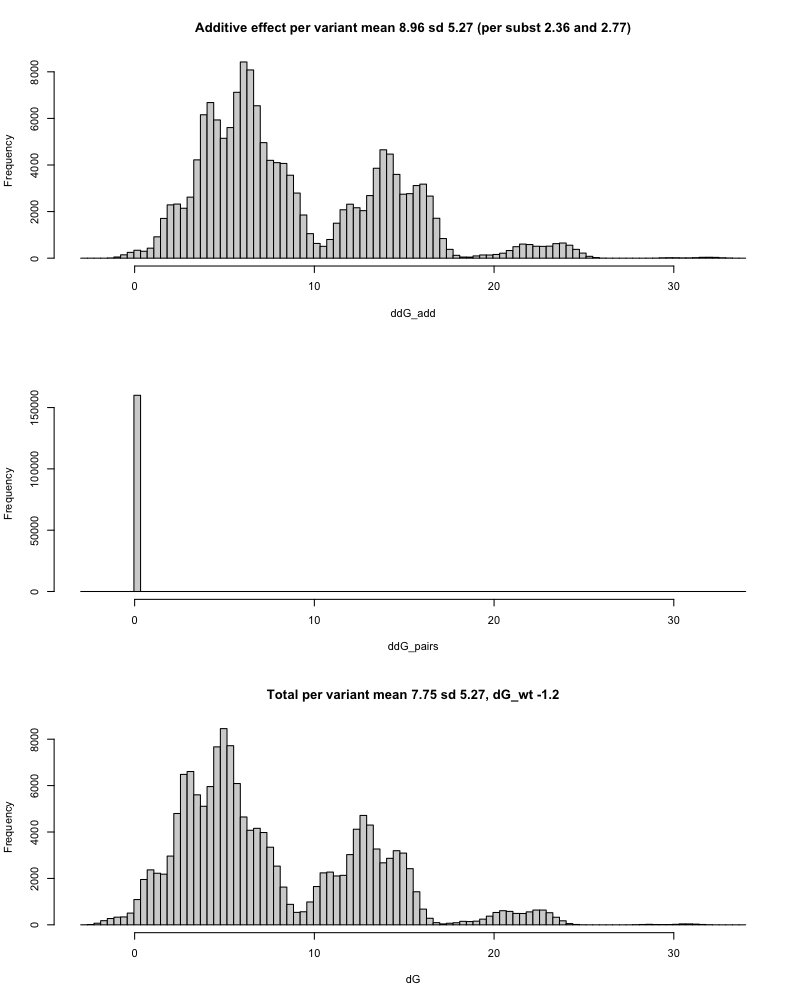 Additive effect per variant mean 8.96 sd 5.27 (per subst 2.36 and 2.77)
Frequency
0 2000 4000 6000 8000
0 10 20 30
ddG_add
Frequency
0 50000 100000 150000
0 10 20 30
ddG_pairs
Total per variant mean 7.75 sd 5.27, dG_wt -1.2
Frequency
0 2000 4000 6000 8000
0 10 20 30
dG